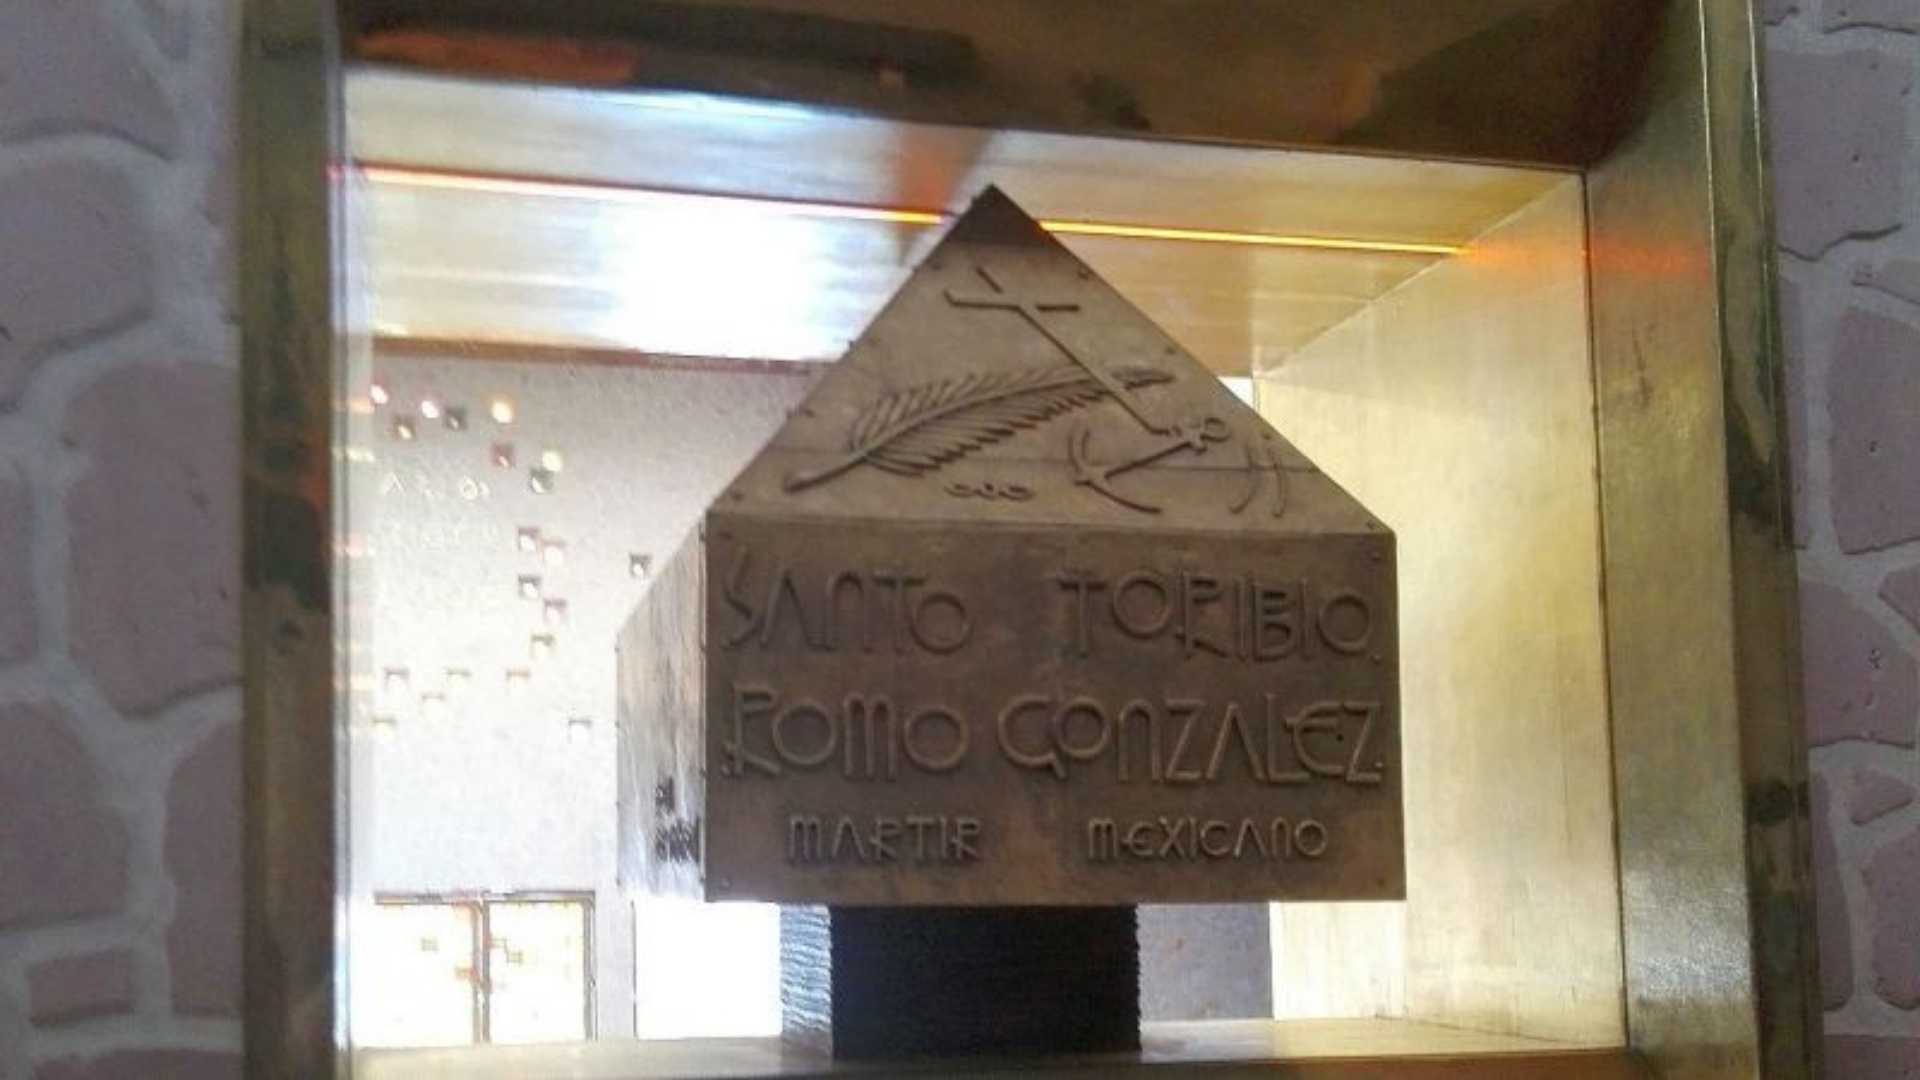 SANTO TORIBIO
ROMO GONZALEZ
MARTIR MEXICANO